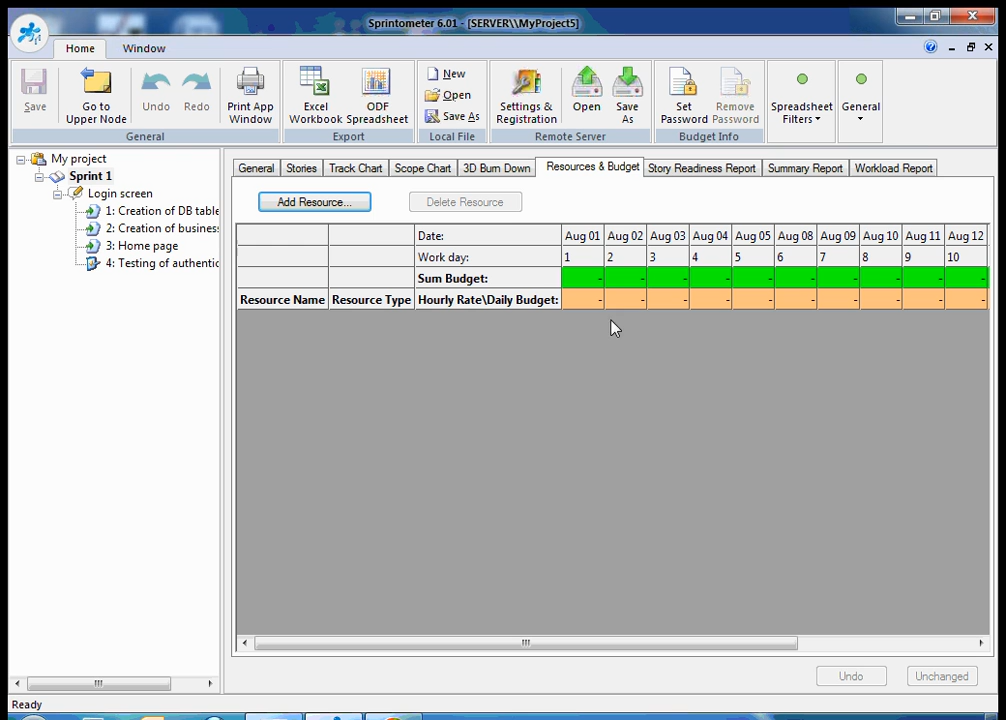 Sprintometer 6.01 - [SERVER\\MyProject5]
Home Window
Save
Go to Upper Node
Undo
Redo
Print App Window
General
Excel Workbook
ODF Spreadsheet
Export
New
Open
Save As
Local File
Settings & Registration
Open
Save As
Remote Server
Set Password
Remove Password
Budget Info
Spreadsheet Filters
General
My project
Sprint 1
Login screen
1: Creation of DB table
2: Creation of business
3: Home page
4: Testing of authentic
General Stories Track Chart Scope Chart 3D Burn Down Resources & Budget Story Readiness Report Summary Report Workload Report
Add Resource... Delete Resource
Date: Aug 01 Aug 02 Aug 03 Aug 04 Aug 05 Aug 08 Aug 09 Aug 10 Aug 11 Aug 12
Work day: 1 2 3 4 5 6 7 8 9 10
Sum Budget: - - - - - - - - - -
Resource Name Resource Type Hourly Rate\Daily Budget: - - - - - - - - - -
Undo Unchanged
Ready